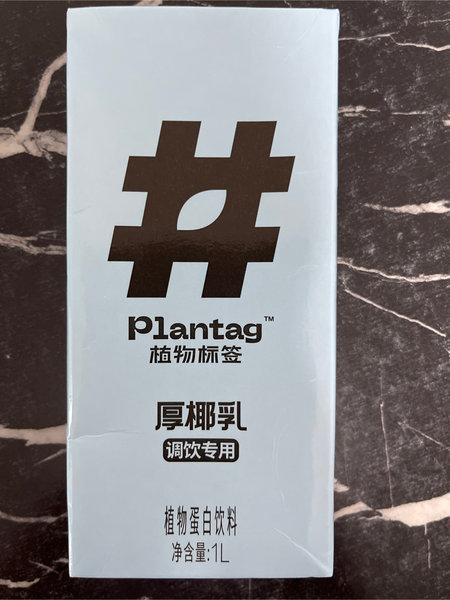 Plantag™
植物标签
厚椰乳
调饮专用
植物蛋白饮料
净含量:1L